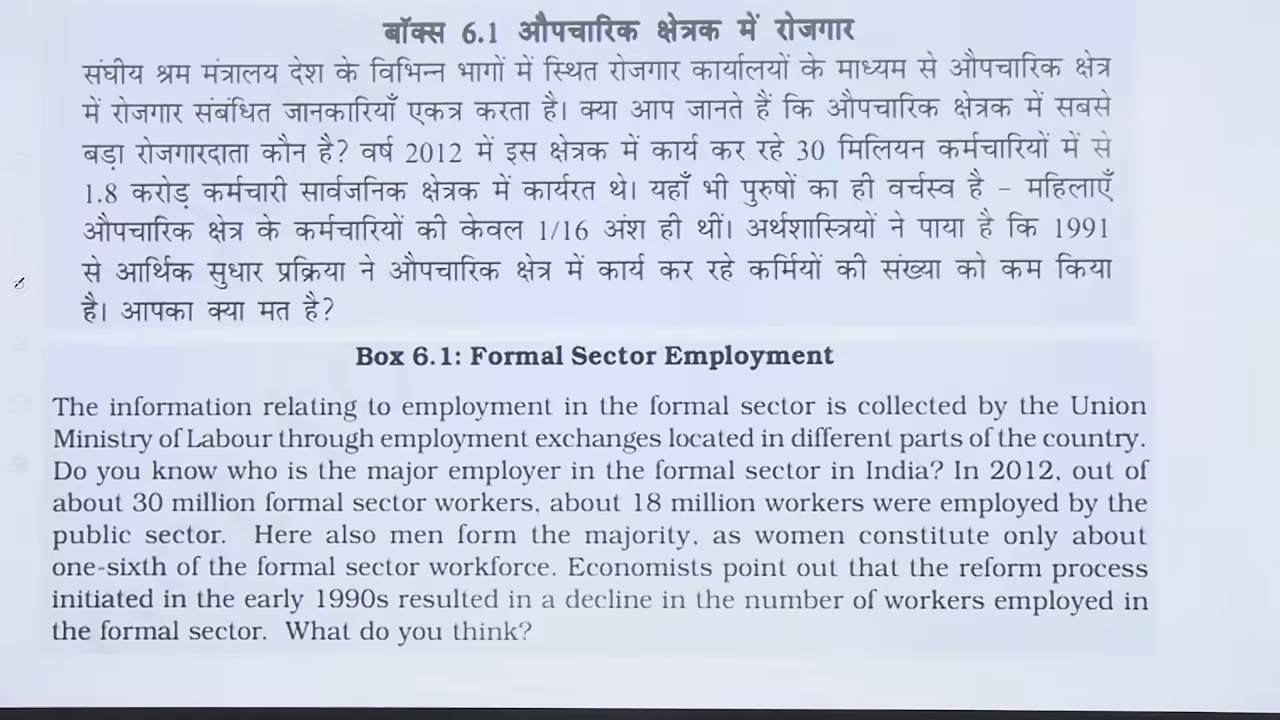 बॉक्स 6.1 औपचारिक क्षेत्रक में रोजगार
संघीय श्रम मंत्रालय देश के विभिन्न भागों में स्थित रोजगार कार्यालयों के माध्यम से औपचारिक क्षेत्र
में रोजगार संबंधित जानकारियाँ एकत्र करता है। क्या आप जानते हैं कि औपचारिक क्षेत्रक में सबसे
बड़ा रोजगारदाता कौन है? वर्ष 2012 में इस क्षेत्रक में कार्य कर रहे 30 मिलियन कर्मचारियों में से
1.8 करोड़ कर्मचारी सार्वजनिक क्षेत्रक में कार्यरत थे। यहाँ भी पुरुषों का ही वर्चस्व है – महिलाएँ
औपचारिक क्षेत्र के कर्मचारियों की केवल 1/16 अंश ही थीं। अर्थशास्त्रियों ने पाया है कि 1991
से आर्थिक सुधार प्रक्रिया ने औपचारिक क्षेत्र में कार्य कर रहे कर्मियों की संख्या को कम किया
है। आपका क्या मत है?
Box 6.1: Formal Sector Employment
The information relating to employment in the formal sector is collected by the Union
Ministry of Labour through employment exchanges located in different parts of the country.
Do you know who is the major employer in the formal sector in India? In 2012, out of
about 30 million formal sector workers, about 18 million workers were employed by the
public sector. Here also men form the majority, as women constitute only about
one-sixth of the formal sector workforce. Economists point out that the reform process
initiated in the early 1990s resulted in a decline in the number of workers employed in
the formal sector. What do you think?